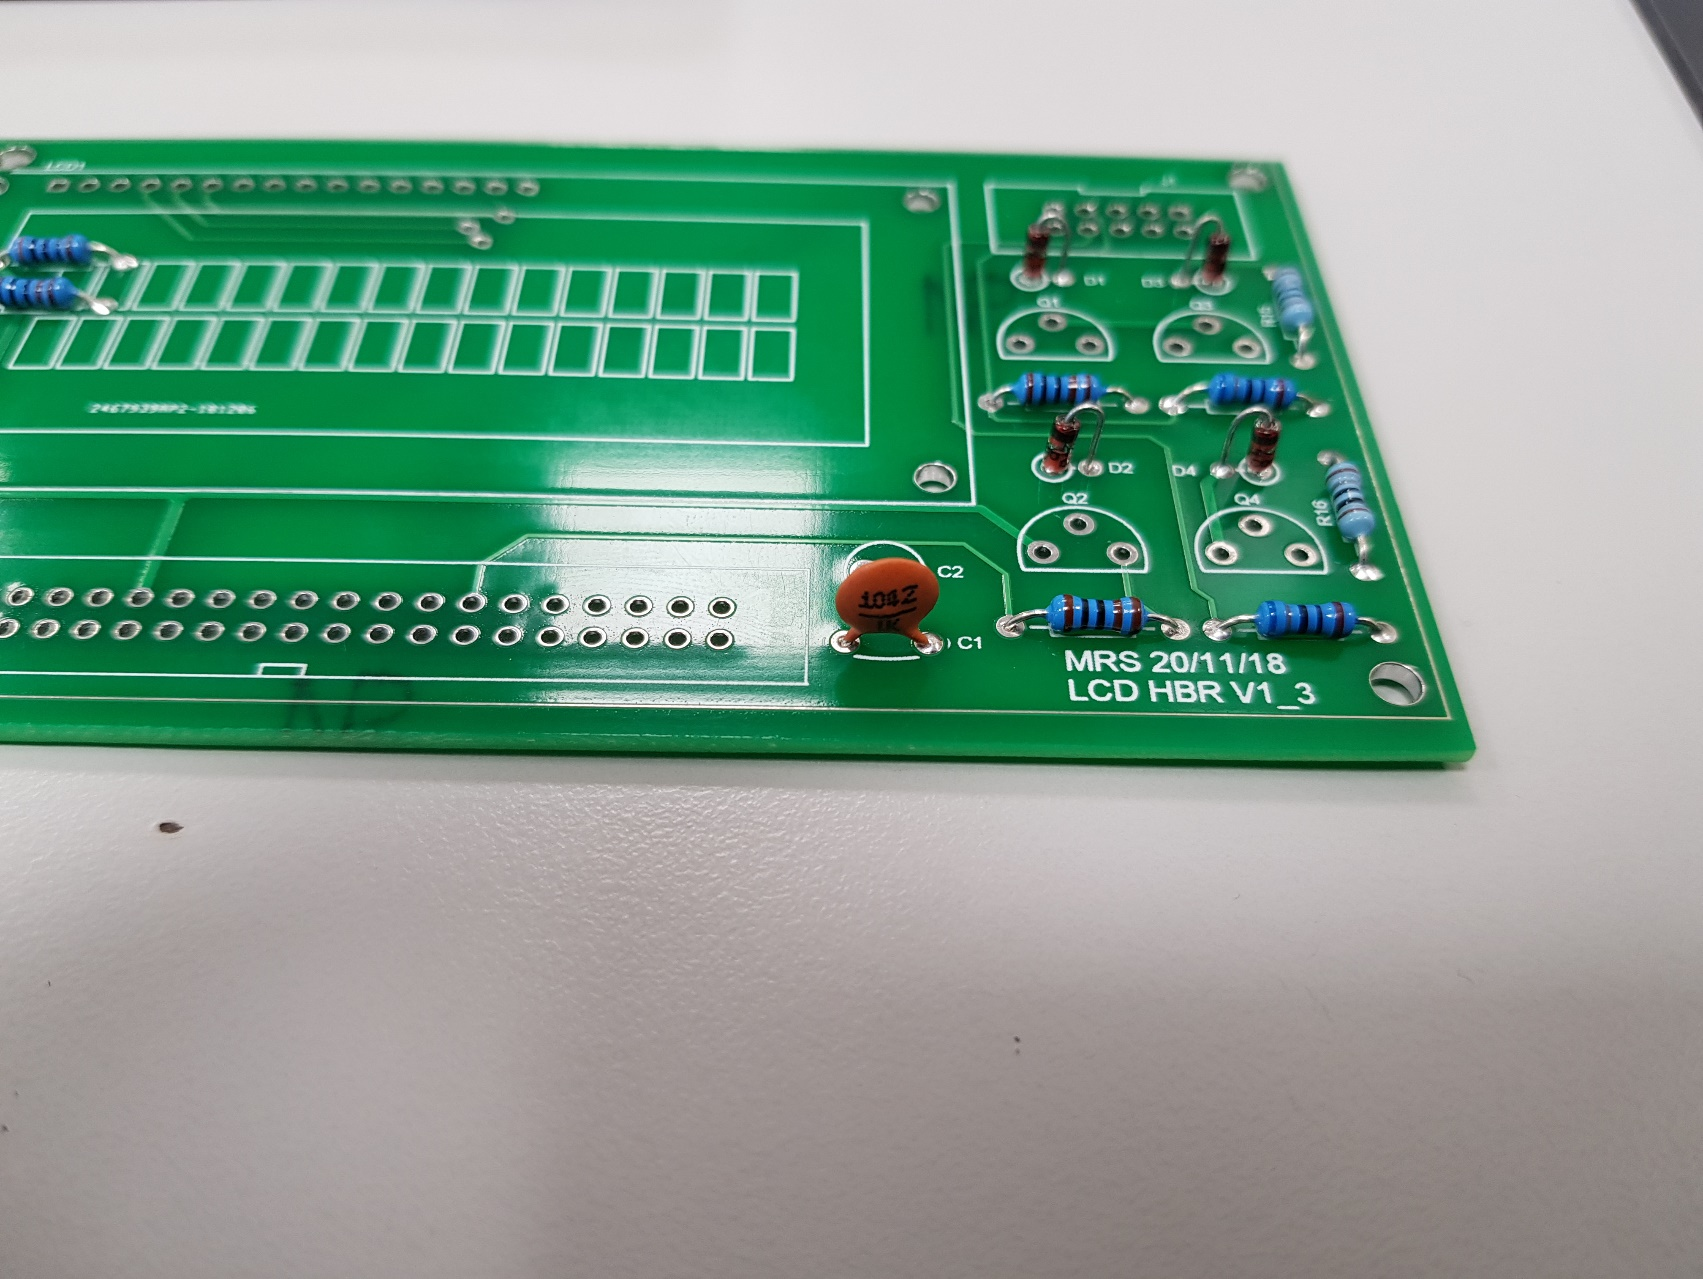 LCD1
J1
D1
D3
Q1
Q3
R15
2467939AP2-181206
D2
D4
Q2
Q4
R16
C2
104Z
C1
MRS 20/11/18
LCD HBR V1_3